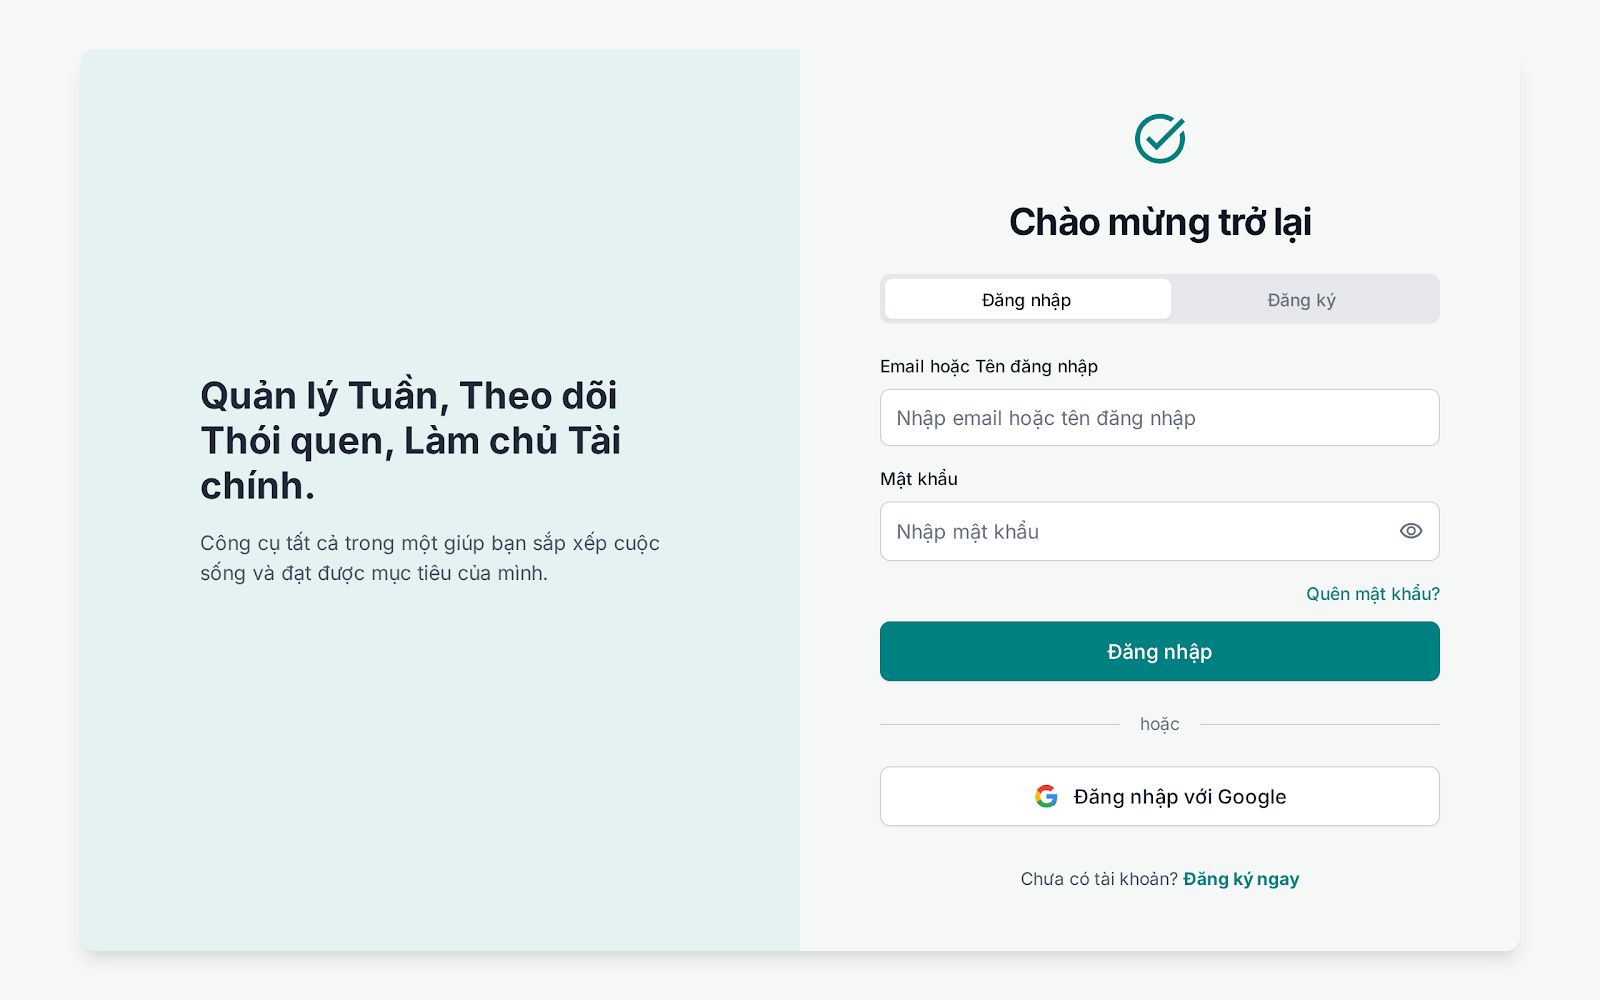 Quản lý Tuần, Theo dõi
Thói quen, Làm chủ Tài
chính.
Công cụ tất cả trong một giúp bạn sắp xếp cuộc
sống và đạt được mục tiêu của mình.
Chào mừng trở lại
Đăng nhập
Đăng ký
Email hoặc Tên đăng nhập
Nhập email hoặc tên đăng nhập
Mật khẩu
Nhập mật khẩu
Quên mật khẩu?
Đăng nhập
hoặc
Đăng nhập với Google
Chưa có tài khoản? Đăng ký ngay